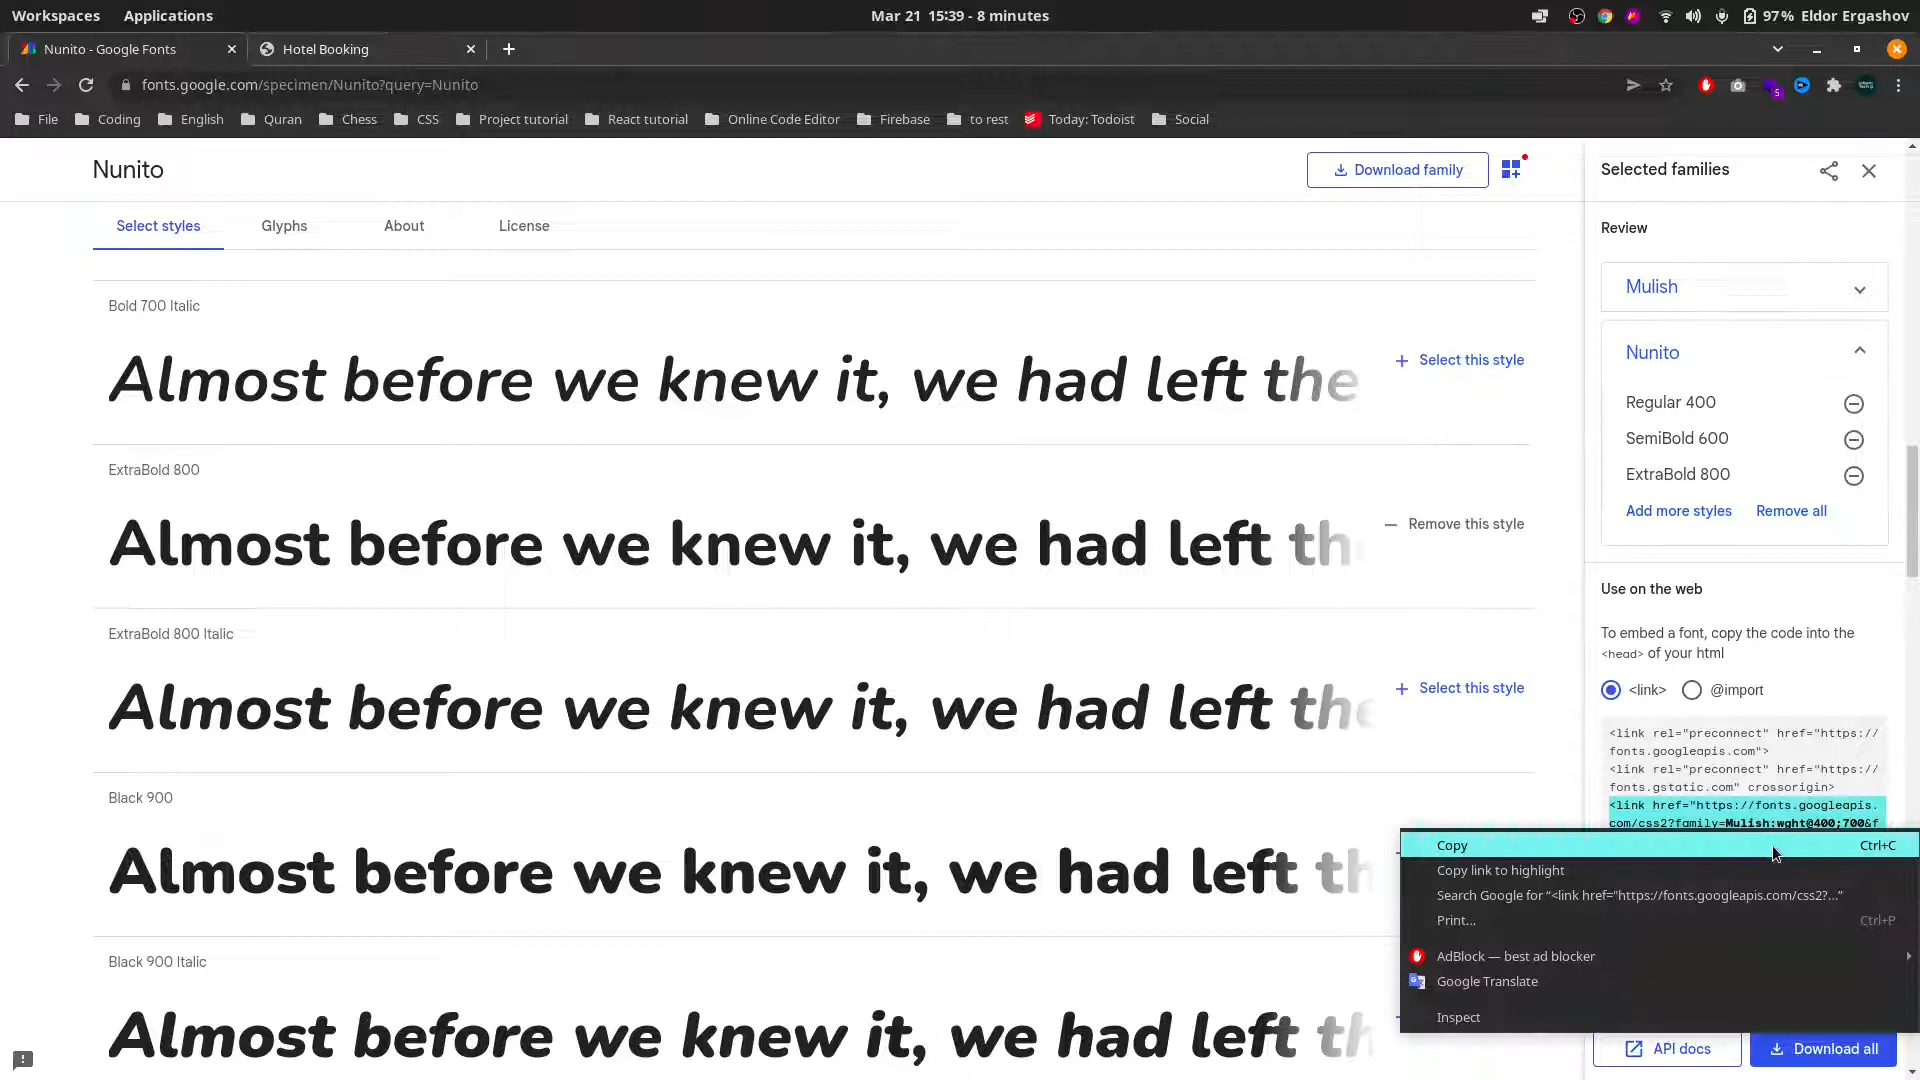 Workspaces Applications Mar 21 15:39 - 8 minutes 97% Eldor Ergashov
Nunito - Google Fonts Hotel Booking
fonts.google.com/specimen/Nunito?query=Nunito
File Coding English Quran Chess CSS Project tutorial React tutorial Online Code Editor Firebase to rest Today: Todoist Social
Nunito Download family
Select styles Glyphs About License
Bold 700 Italic
Almost before we knew it, we had left the
Select this style
ExtraBold 800
Almost before we knew it, we had left th
Remove this style
ExtraBold 800 Italic
Almost before we knew it, we had left the
Select this style
Black 900
Almost before we knew it, we had left th
Black 900 Italic
Almost before we knew it, we had left th
Selected families
Review
Mulish
Nunito
Regular 400
SemiBold 600
ExtraBold 800
Add more styles Remove all
Use on the web
To embed a font, copy the code into the
<head> of your html
<link> @import
<link rel="preconnect" href="https://
fonts.googleapis.com">
<link rel="preconnect" href="https://
fonts.gstatic.com" crossorigin>
<link href="https://fonts.googleapis.
com/css2?family=Mulish:wght@400;700&f
Copy Ctrl+C
Copy link to highlight
Search Google for “<link href="https://fonts.googleapis.com/css2?...”
Print... Ctrl+P
AdBlock — best ad blocker
Google Translate
Inspect
API docs Download all